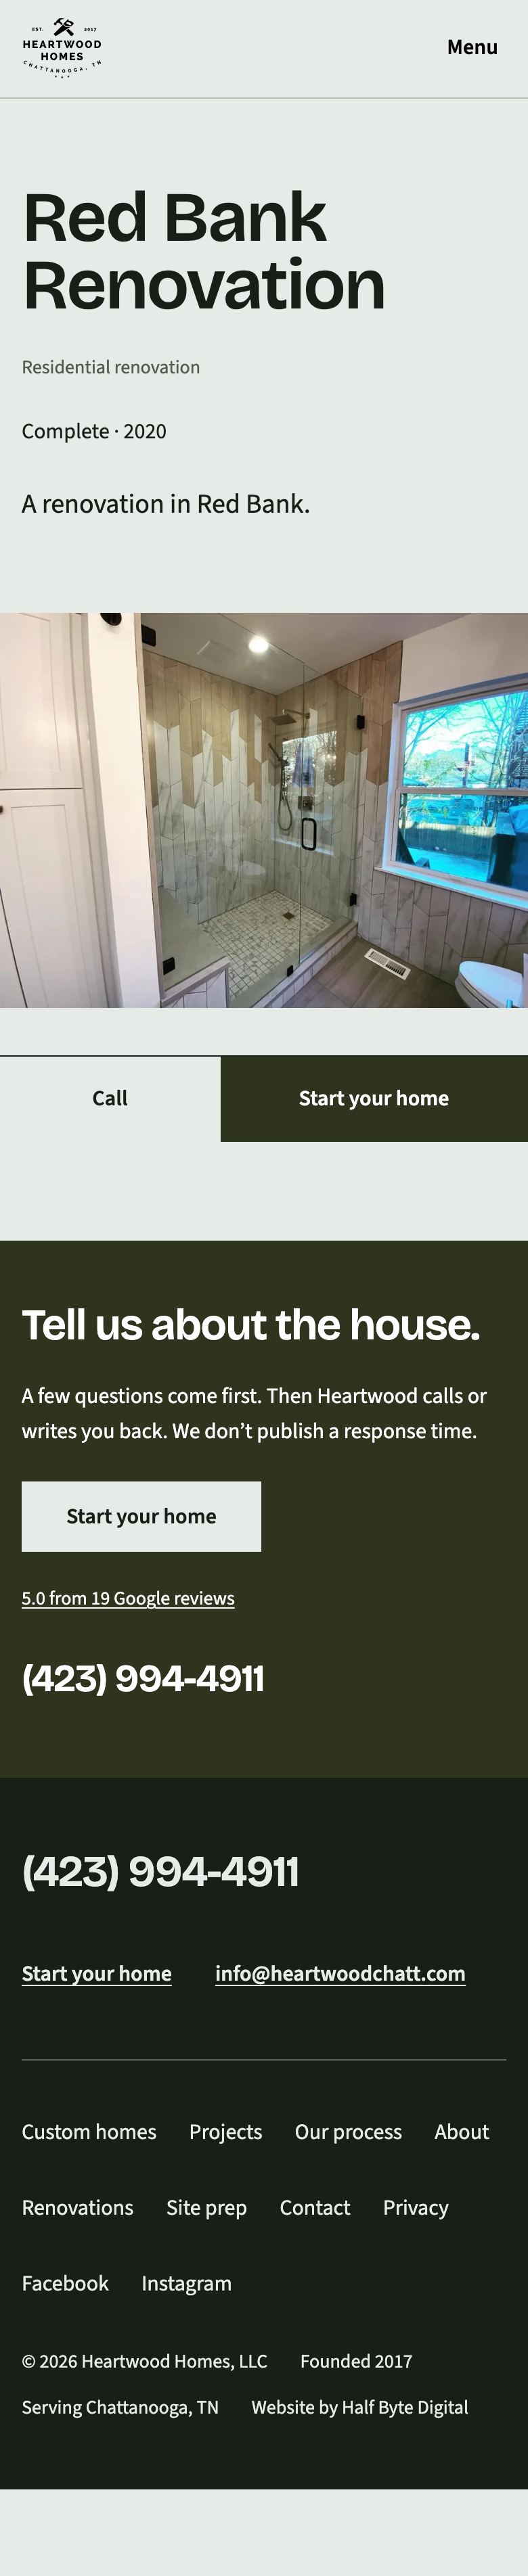 EST. 2017
HEARTWOOD
HOMES
CHATTANOOGA, TN
Menu
Red Bank
Renovation
Residential renovation
Complete · 2020
A renovation in Red Bank.
Call
Start your home
Tell us about the house.
A few questions come first. Then Heartwood calls or
writes you back. We don’t publish a response time.
Start your home
5.0 from 19 Google reviews
(423) 994-4911
(423) 994-4911
Start your home info@heartwoodchatt.com
Custom homes Projects Our process About
Renovations Site prep Contact Privacy
Facebook Instagram
© 2026 Heartwood Homes, LLC Founded 2017
Serving Chattanooga, TN Website by Half Byte Digital